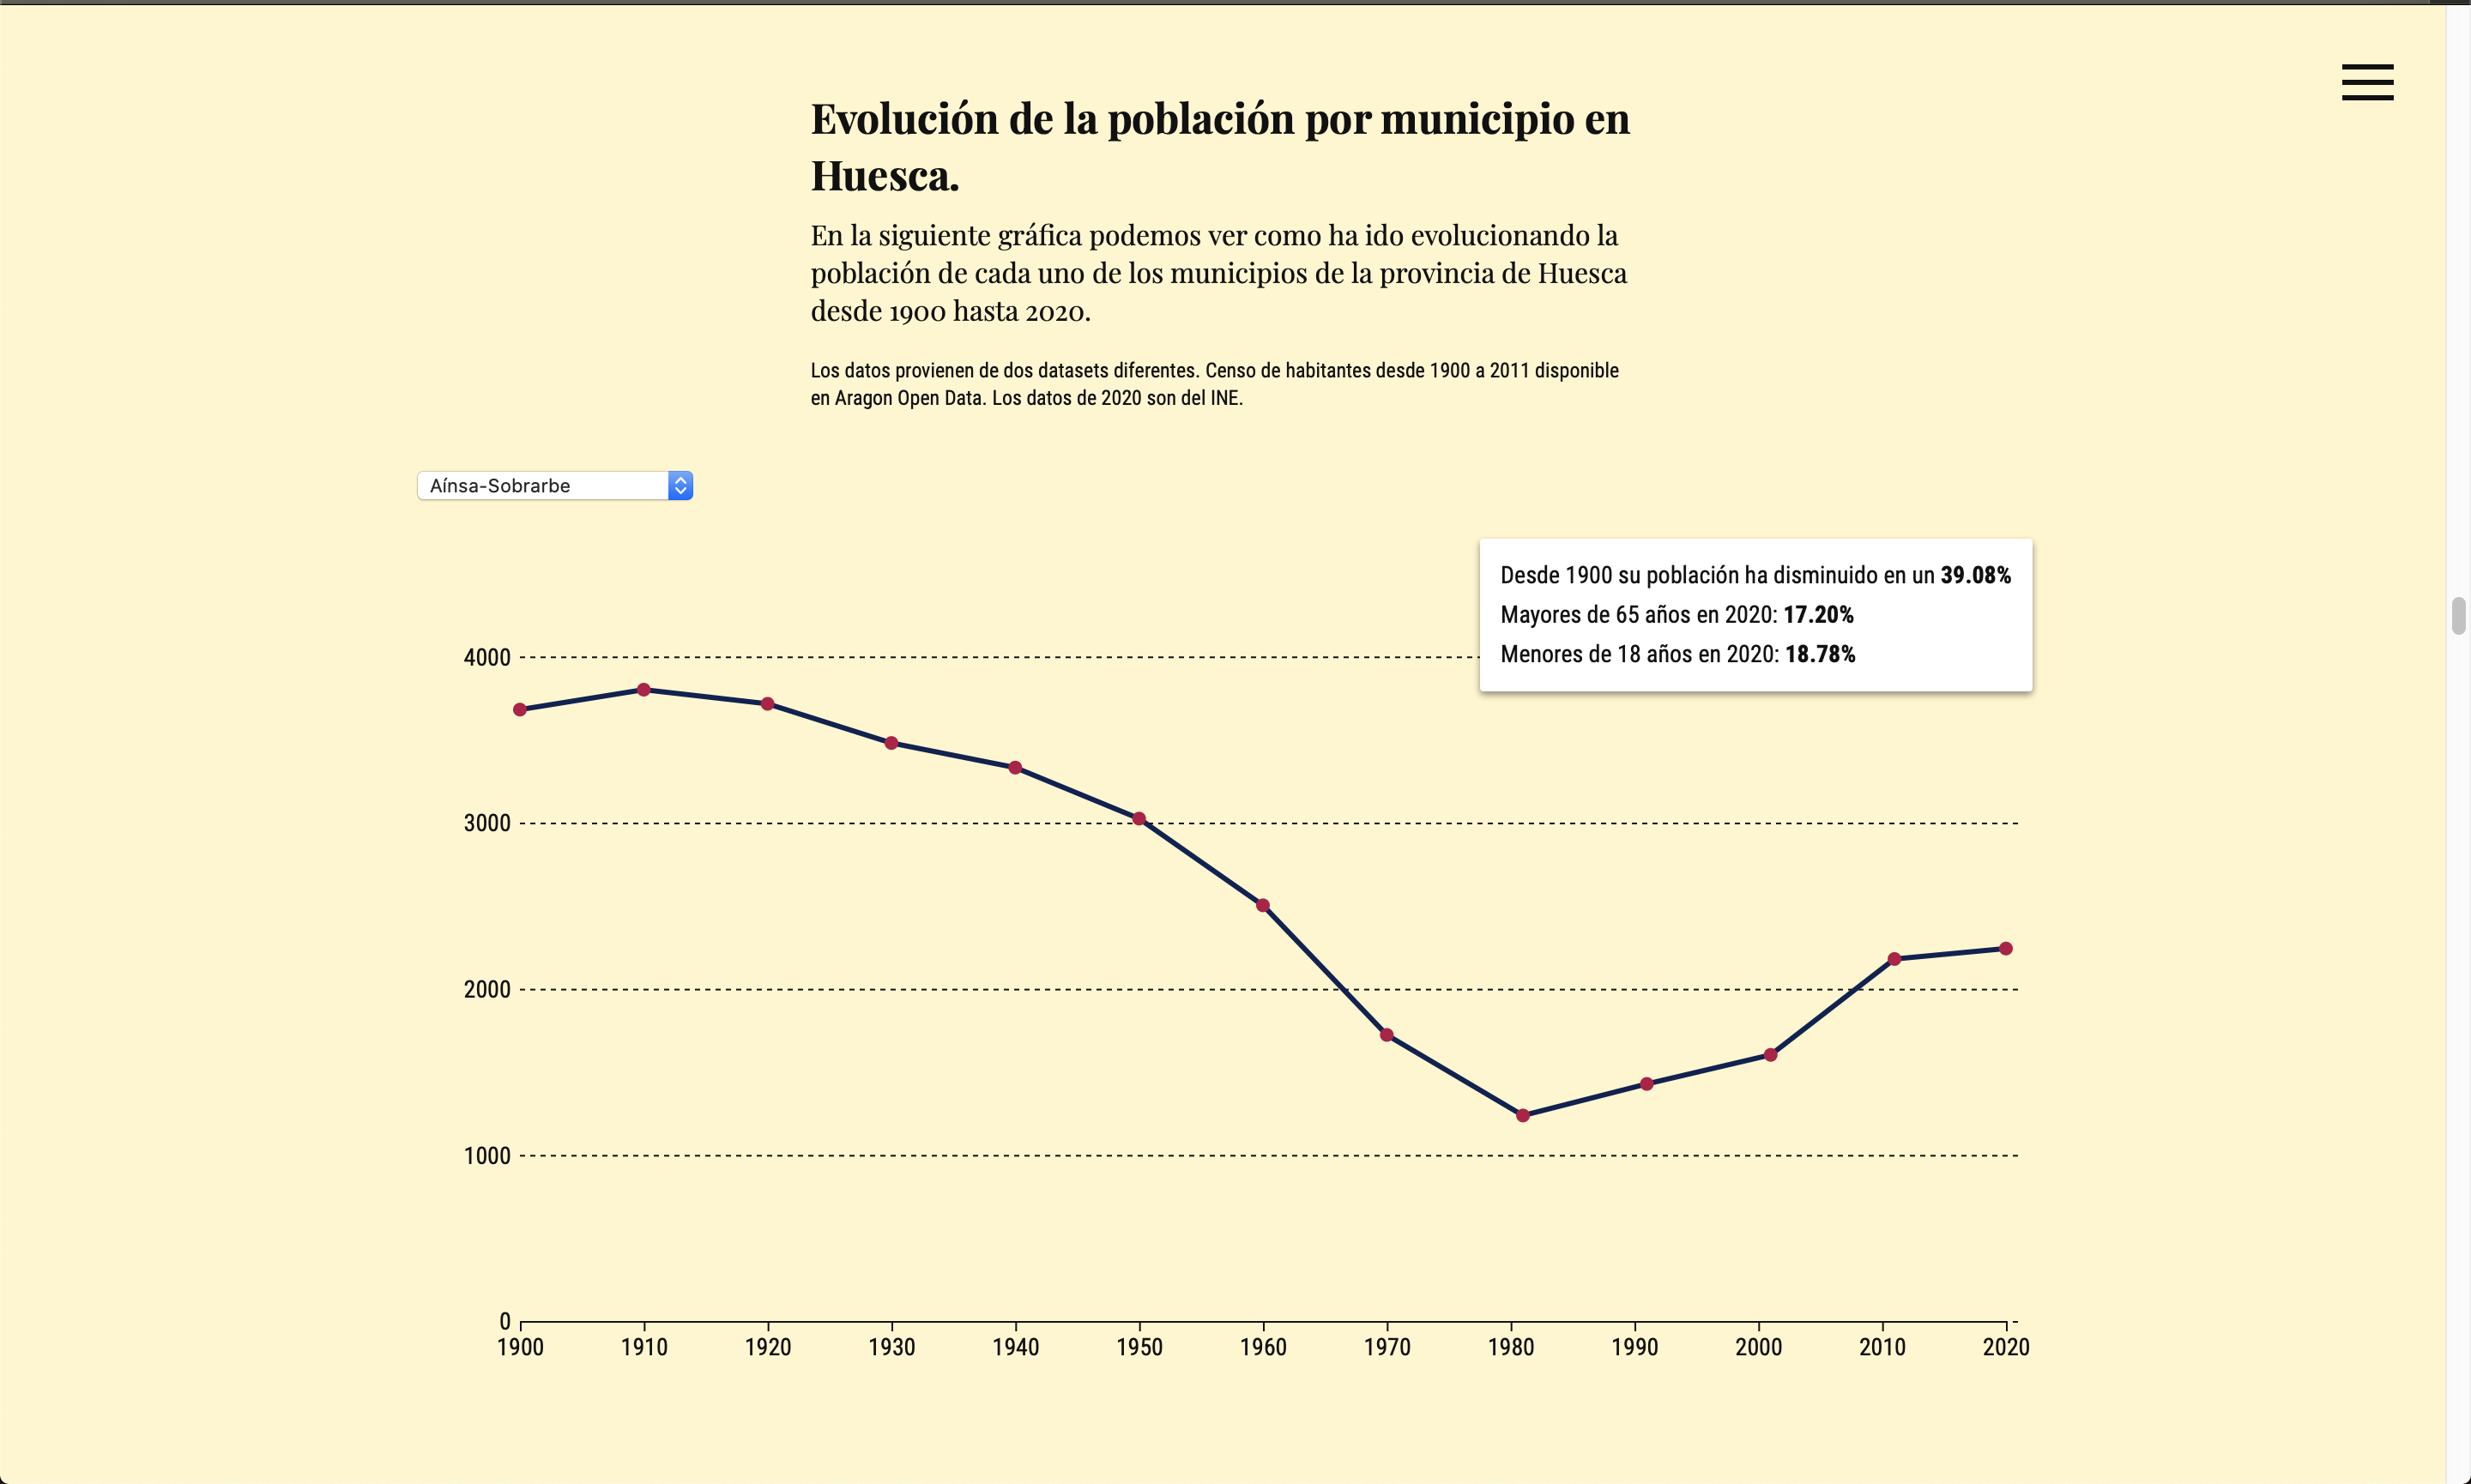 Evolución de la población por municipio en
Huesca.
En la siguiente gráfica podemos ver como ha ido evolucionando la
población de cada uno de los municipios de la provincia de Huesca
desde 1900 hasta 2020.
Los datos provienen de dos datasets diferentes. Censo de habitantes desde 1900 a 2011 disponible
en Aragon Open Data. Los datos de 2020 son del INE.
Aínsa-Sobrarbe
Desde 1900 su población ha disminuido en un 39.08%
Mayores de 65 años en 2020: 17.20%
Menores de 18 años en 2020: 18.78%
4000
3000
2000
1000
0
1900 1910 1920 1930 1940 1950 1960 1970 1980 1990 2000 2010 2020